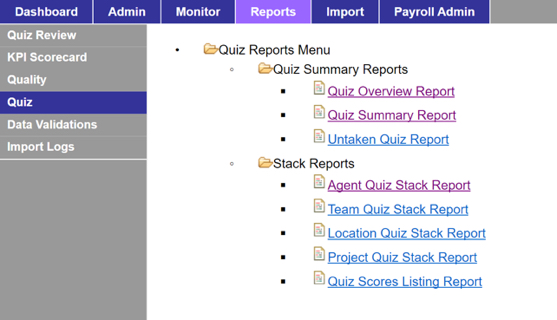 Dashboard Admin Monitor Reports Import Payroll Admin
Quiz Review
KPI Scorecard
Quality
Quiz
Data Validations
Import Logs
Quiz Reports Menu
Quiz Summary Reports
Quiz Overview Report
Quiz Summary Report
Untaken Quiz Report
Stack Reports
Agent Quiz Stack Report
Team Quiz Stack Report
Location Quiz Stack Report
Project Quiz Stack Report
Quiz Scores Listing Report